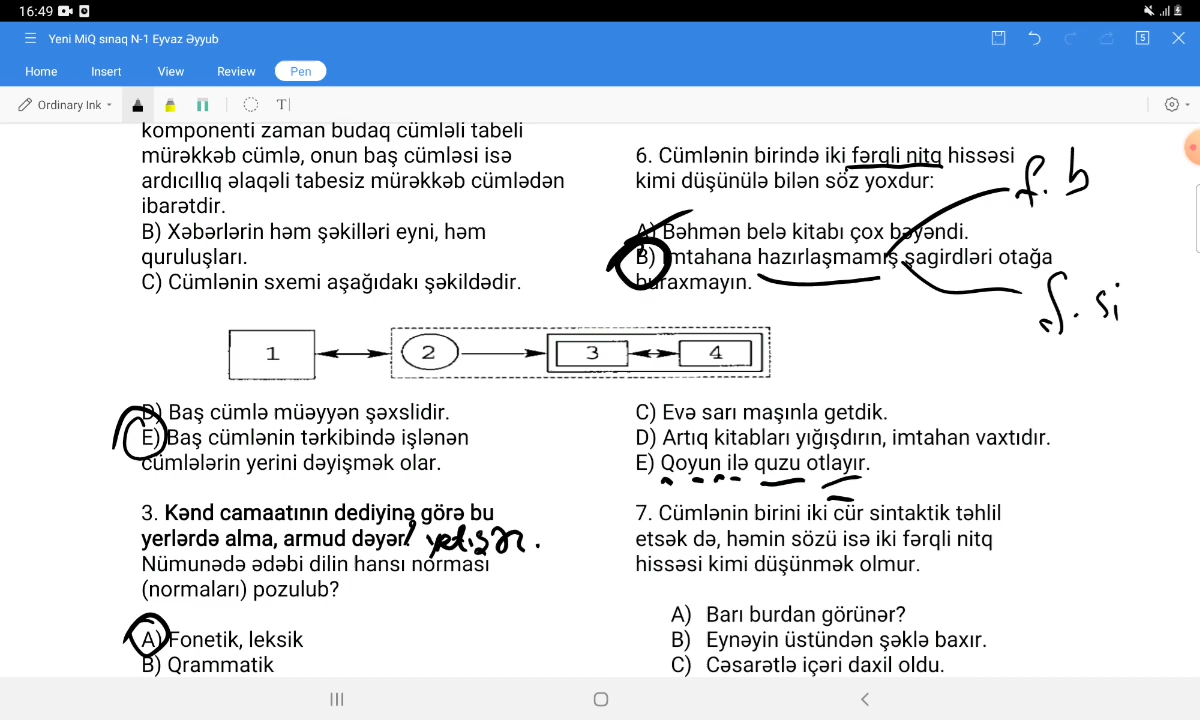 16:49
Yeni MiQ sınaq N-1 Eyvaz Əyyub
5
Home Insert View Review Pen
Ordinary Ink T
komponenti zaman budaq cümləli tabeli
mürəkkəb cümlə, onun baş cümləsi isə
ardıcıllıq əlaqəli tabesiz mürəkkəb cümlədən
ibarətdir.
B) Xəbərlərin həm şəkilləri eyni, həm
quruluşları.
C) Cümlənin sxemi aşağıdakı şəkildədir.
6. Cümlənin birində iki fərqli nitq hissəsi
kimi düşünülə bilən söz yoxdur:
f. b
A) Bəhmən belə kitabı çox bəyəndi.
B) İmtahana hazırlaşmamış şagirdləri otağa
buraxmayın.
f. si
1 2 3 4
D) Baş cümlə müəyyən şəxslidir.
E) Baş cümlənin tərkibində işlənən
cümlələrin yerini dəyişmək olar.
3. Kənd camaatının dediyinə görə bu
yerlərdə alma, armud dəyər.
Nümunədə ədəbi dilin hansı norması
(normaları) pozulub?
A) Fonetik, leksik
B) Qrammatik
C) Evə sarı maşınla getdik.
D) Artıq kitabları yığışdırın, imtahan vaxtıdır.
E) Qoyun ilə quzu otlayır.
7. Cümlənin birini iki cür sintaktik təhlil
etsək də, həmin sözü isə iki fərqli nitq
hissəsi kimi düşünmək olmur.
A) Barı burdan görünər?
B) Eynəyin üstündən şəklə baxır.
C) Cəsarətlə içəri daxil oldu.